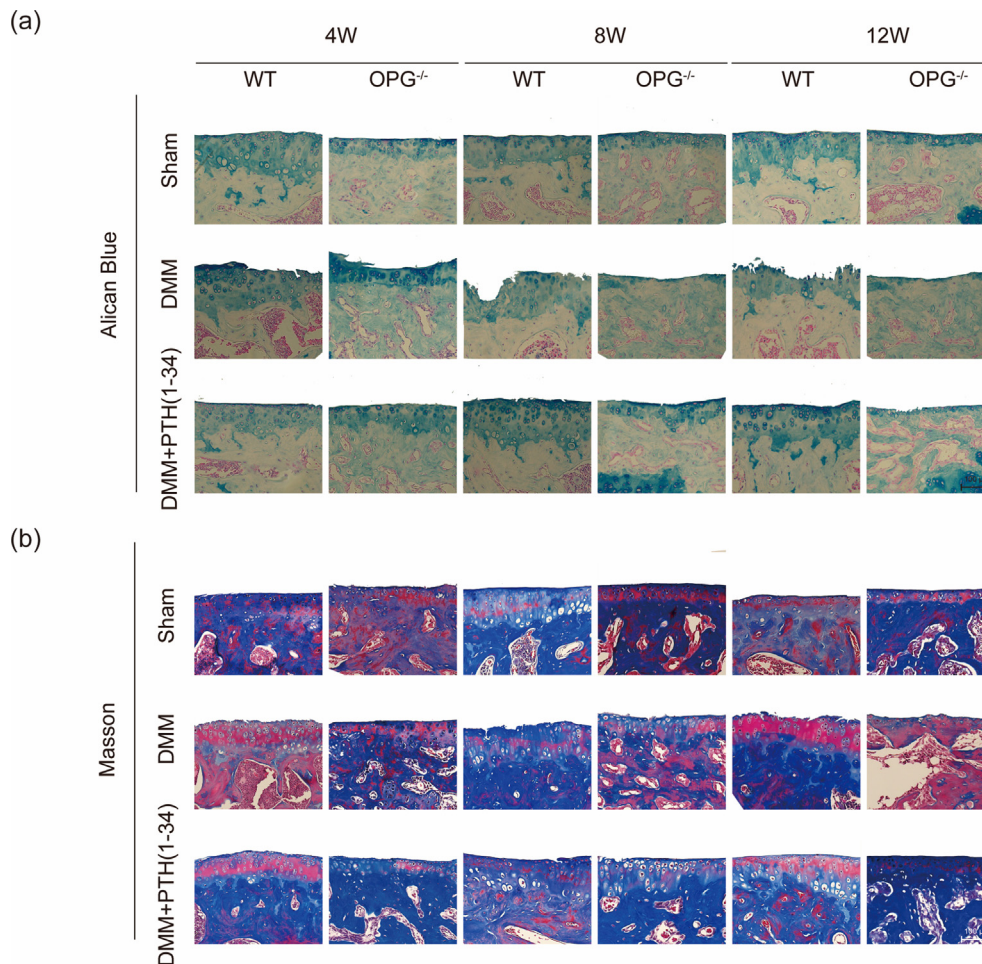 (a)
4W 8W 12W
WT OPG-/- WT OPG-/- WT OPG-/-
Alican Blue
Sham
DMM
DMM+PTH(1-34)
(b)
Masson
Sham
DMM
DMM+PTH(1-34)